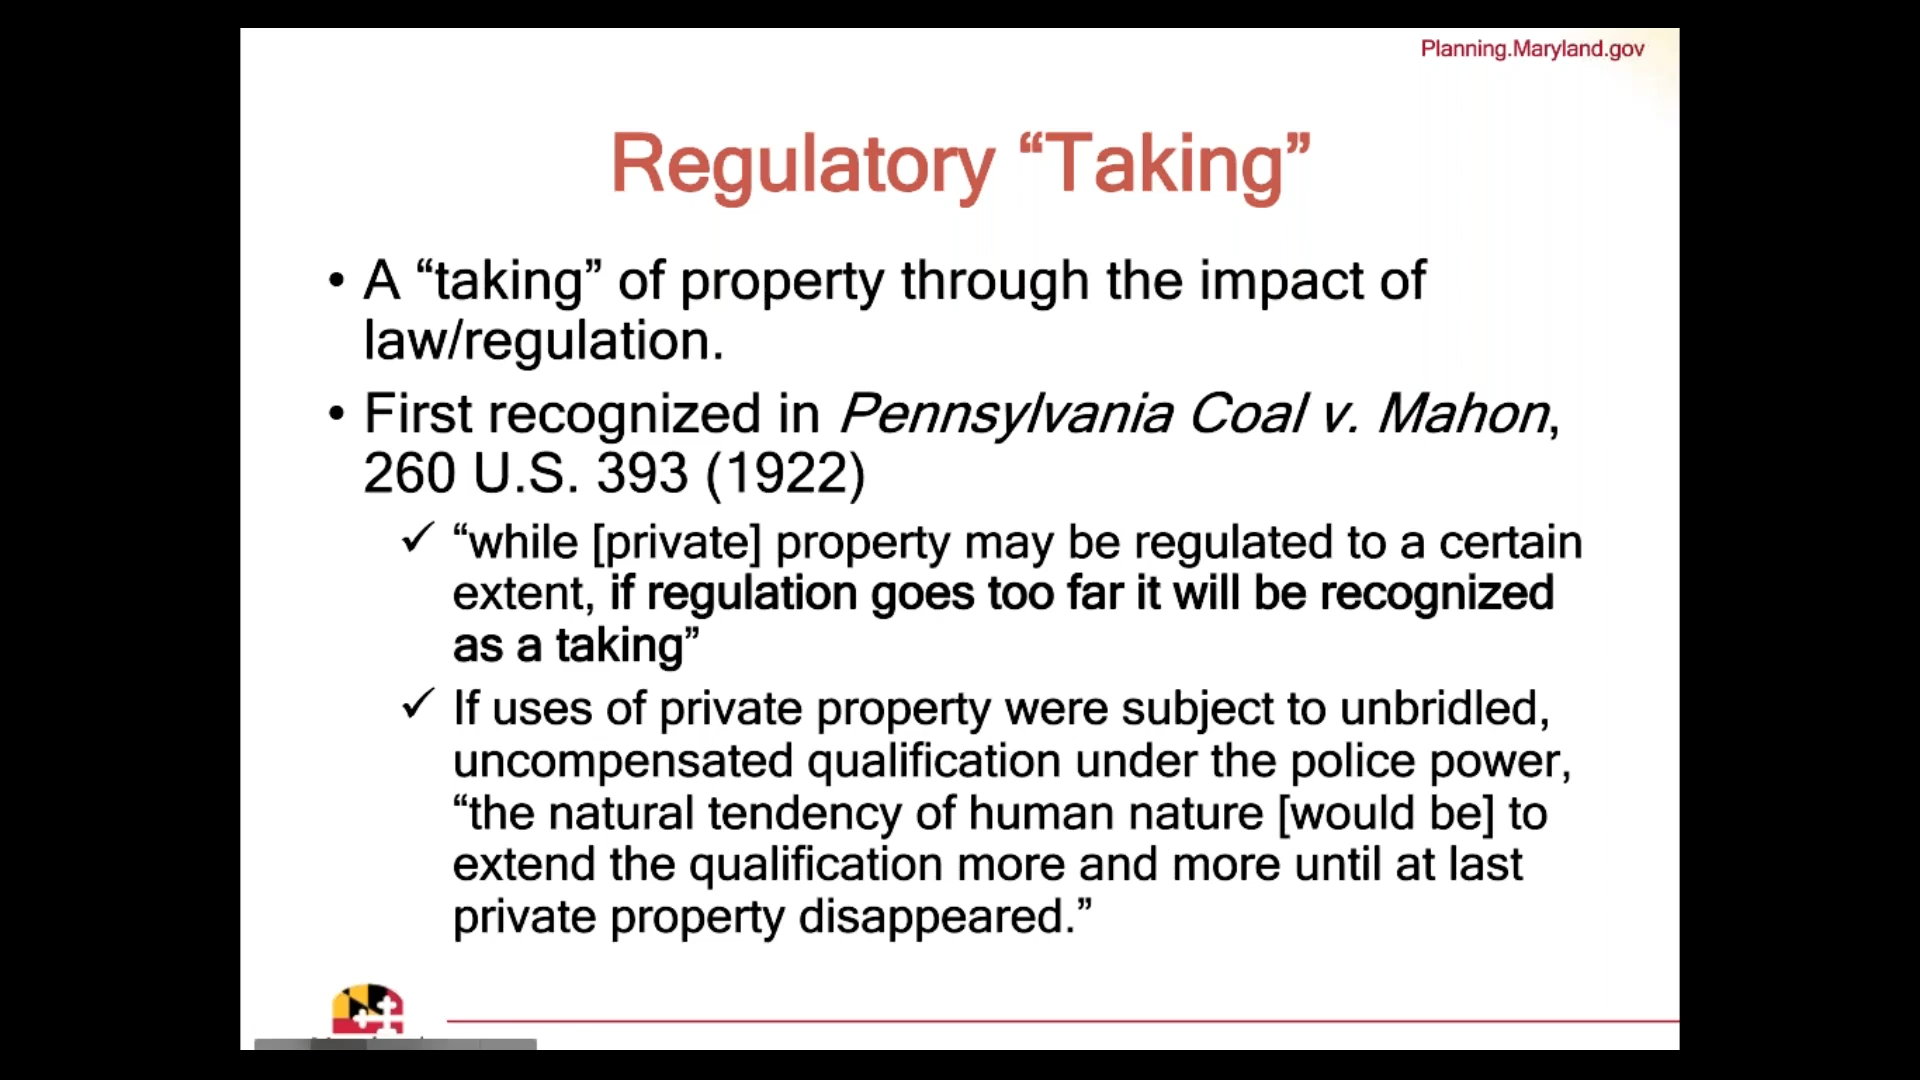 Planning.Maryland.gov
Regulatory “Taking”
• A “taking” of property through the impact of
law/regulation.
• First recognized in Pennsylvania Coal v. Mahon,
260 U.S. 393 (1922)
✓ “while [private] property may be regulated to a certain
extent, if regulation goes too far it will be recognized
as a taking”
✓ If uses of private property were subject to unbridled,
uncompensated qualification under the police power,
“the natural tendency of human nature [would be] to
extend the qualification more and more until at last
private property disappeared.”